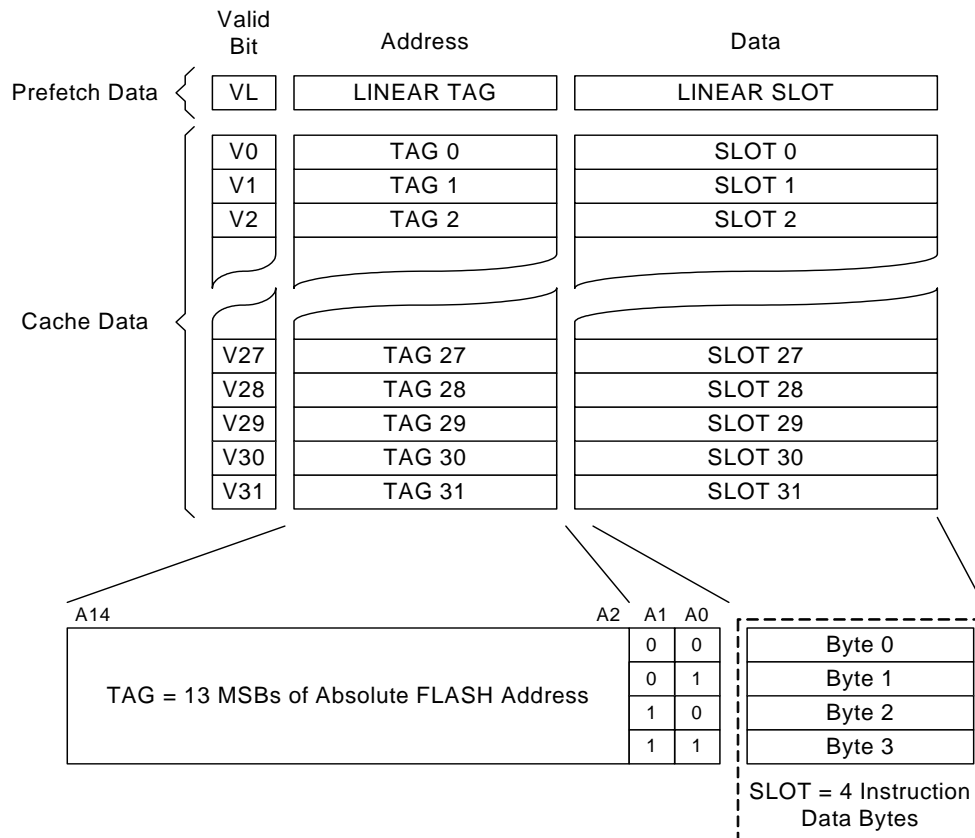 Valid Bit Address Data
Prefetch Data VL LINEAR TAG LINEAR SLOT
Cache Data
V0 TAG 0 SLOT 0
V1 TAG 1 SLOT 1
V2 TAG 2 SLOT 2
V27 TAG 27 SLOT 27
V28 TAG 28 SLOT 28
V29 TAG 29 SLOT 29
V30 TAG 30 SLOT 30
V31 TAG 31 SLOT 31
A14 A2 A1 A0
TAG = 13 MSBs of Absolute FLASH Address
0 0 Byte 0
0 1 Byte 1
1 0 Byte 2
1 1 Byte 3
SLOT = 4 Instruction
Data Bytes